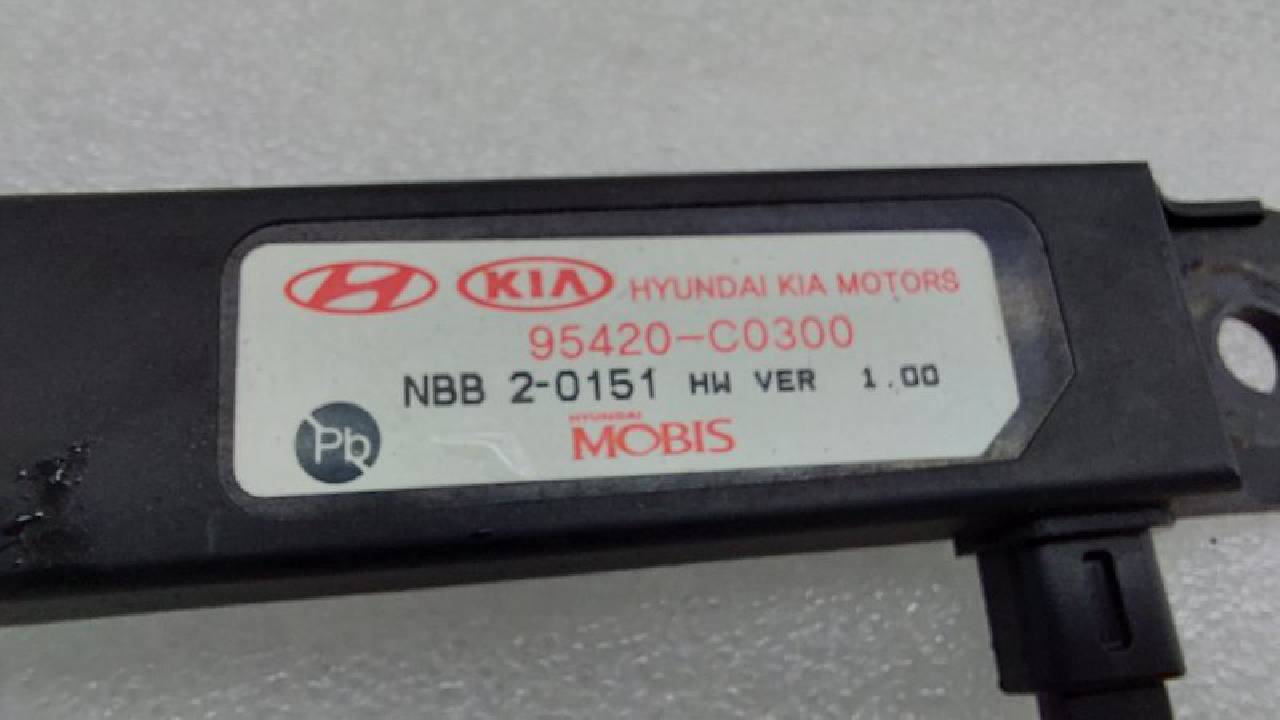 KIA HYUNDAI KIA MOTORS
95420-C0300
NBB 2-0151 HW VER 1.00
Pb
HYUNDAI
MOBIS